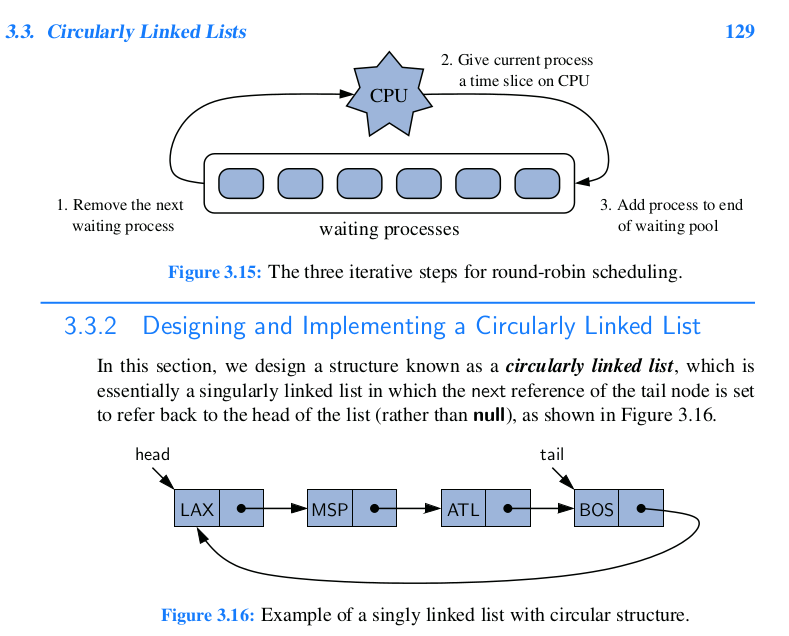 3.3. Circularly Linked Lists 129
2. Give current process
a time slice on CPU
CPU
1. Remove the next
waiting process
waiting processes
3. Add process to end
of waiting pool
Figure 3.15: The three iterative steps for round-robin scheduling.
3.3.2 Designing and Implementing a Circularly Linked List
In this section, we design a structure known as a circularly linked list, which is
essentially a singularly linked list in which the next reference of the tail node is set
to refer back to the head of the list (rather than null), as shown in Figure 3.16.
head
tail
LAX MSP ATL BOS
Figure 3.16: Example of a singly linked list with circular structure.